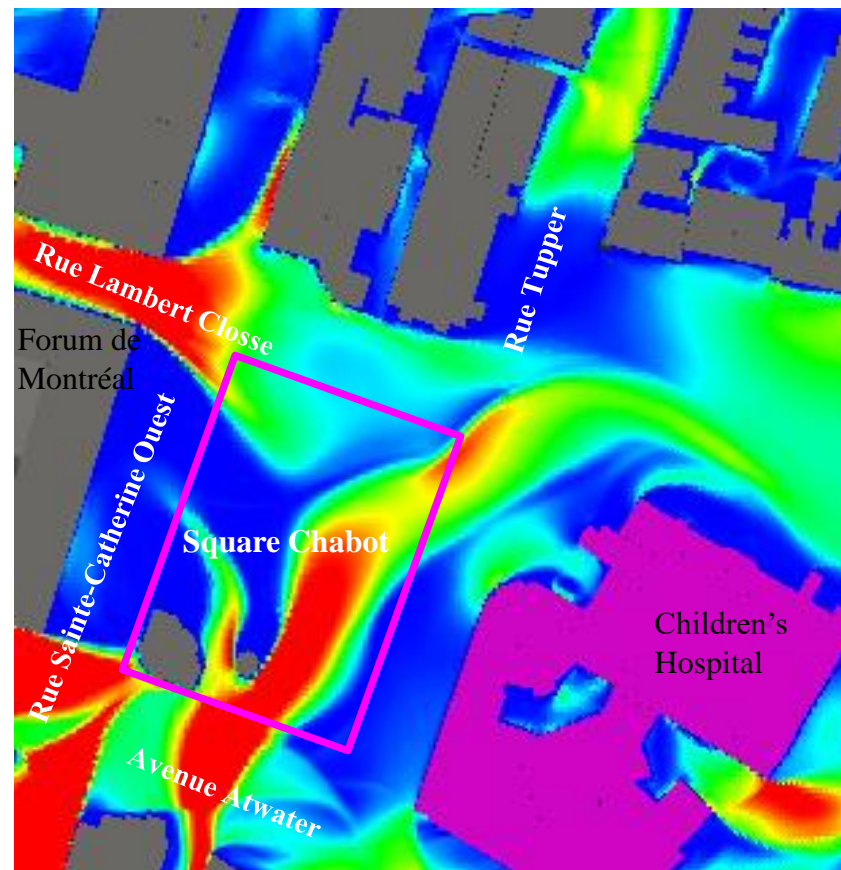 Rue Lambert Closse
Rue Tupper
Forum de
Montréal
Rue Sainte-Catherine Ouest
Square Chabot
Children's
Hospital
Avenue Atwater